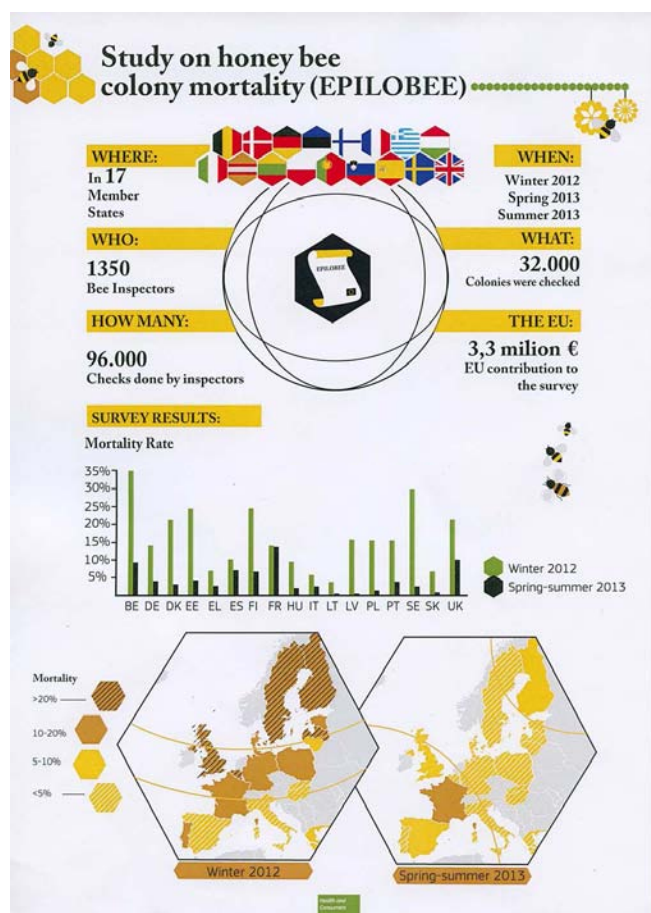 Study on honey bee
colony mortality (EPILOBEE)
WHERE:
In 17
Member
States
WHEN:
Winter 2012
Spring 2013
Summer 2013
WHO:
1350
Bee Inspectors
EPILOBEE
WHAT:
32.000
Colonies were checked
HOW MANY:
96.000
Checks done by inspectors
THE EU:
3,3 milion €
EU contribution to
the survey
SURVEY RESULTS:
Mortality Rate
35%
30%
25%
20%
15%
10%
5%
BE DE DK EE EL ES FI FR HU IT LT LV PL PT SE SK UK
Winter 2012
Spring-summer 2013
Mortality
>20%
10-20%
5-10%
<5%
Winter 2012
Spring-summer 2013
Health and
Consumers